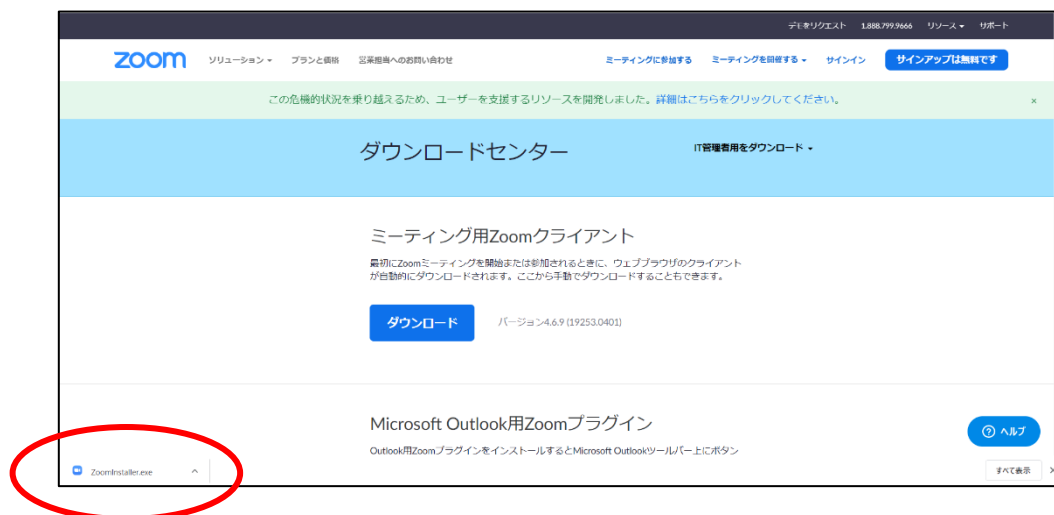 デモをリクエスト 1.888.799.9666 リソース サポート
zoom ソリューション プランと価格 営業担当へのお問い合わせ ミーティングに参加する ミーティングを開催する サインイン サインアップは無料です
この危機的状況を乗り越えるため、ユーザーを支援するリソースを開発しました。詳細はこちらをクリックしてください。 ×
ダウンロードセンター IT管理者用をダウンロード
ミーティング用Zoomクライアント
最初にZoomミーティングを開始または参加されるときに、ウェブブラウザのクライアント
が自動的にダウンロードされます。ここから手動でダウンロードすることもできます。
ダウンロード バージョン4.6.9 (19253.0401)
Microsoft Outlook用Zoomプラグイン
Outlook用ZoomプラグインをインストールするとMicrosoft Outlookツールバー上にボタン
ヘルプ
ZoomInstaller.exe すべて表示 ×